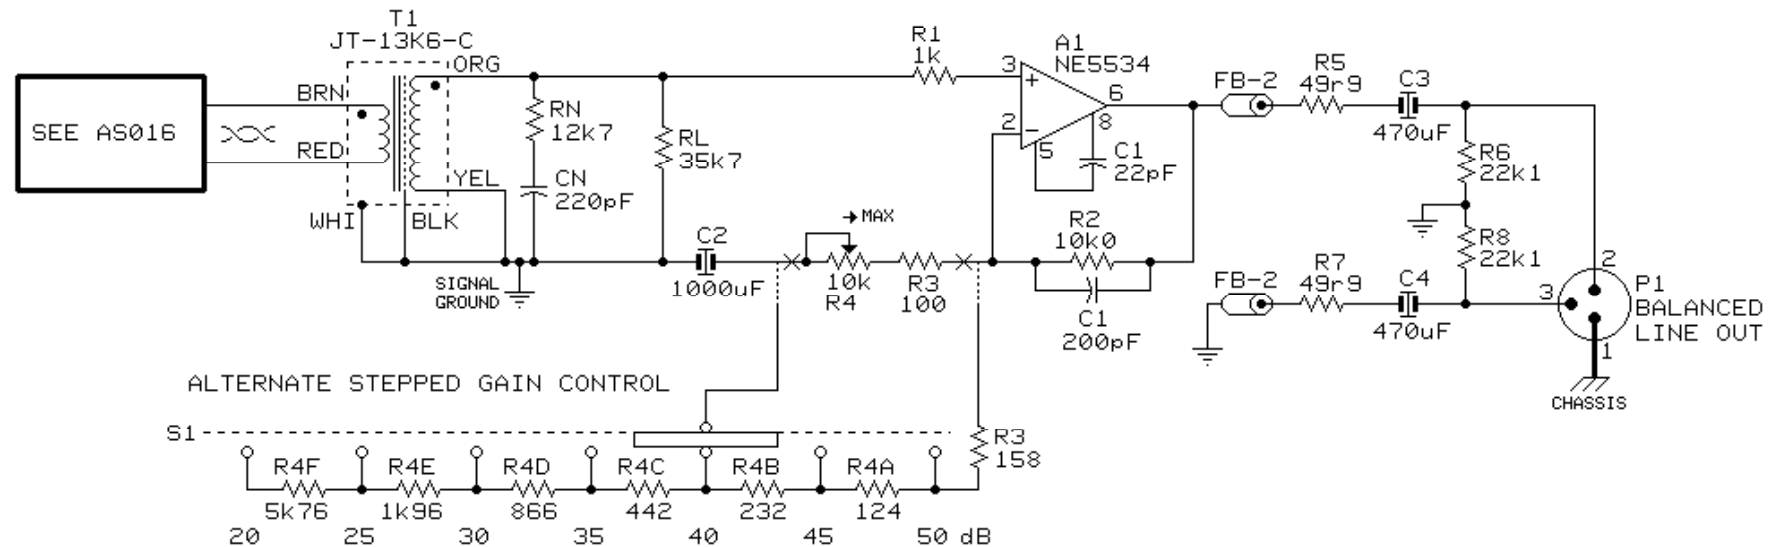 T1
JT-13K6-C
SEE AS016
BRN
RED
WHI
BLK
ORG
YEL
RN
12k7
CN
220pF
RL
35k7
SIGNAL
GROUND
C2
1000uF
R1
1k
3
2
A1
NE5534
+
−
6
8
5
C1
22pF
MAX
10k
R4
R3
100
R2
10k0
C1
200pF
FB-2
R5
49r9
C3
470uF
R6
22k1
R8
22k1
FB-2
R7
49r9
C4
470uF
2
3
1
P1
BALANCED
LINE OUT
CHASSIS
ALTERNATE STEPPED GAIN CONTROL
S1
R4F
R4E
R4D
R4C
R4B
R4A
R3
158
5k76
1k96
866
442
232
124
20 25 30 35 40 45 50 dB